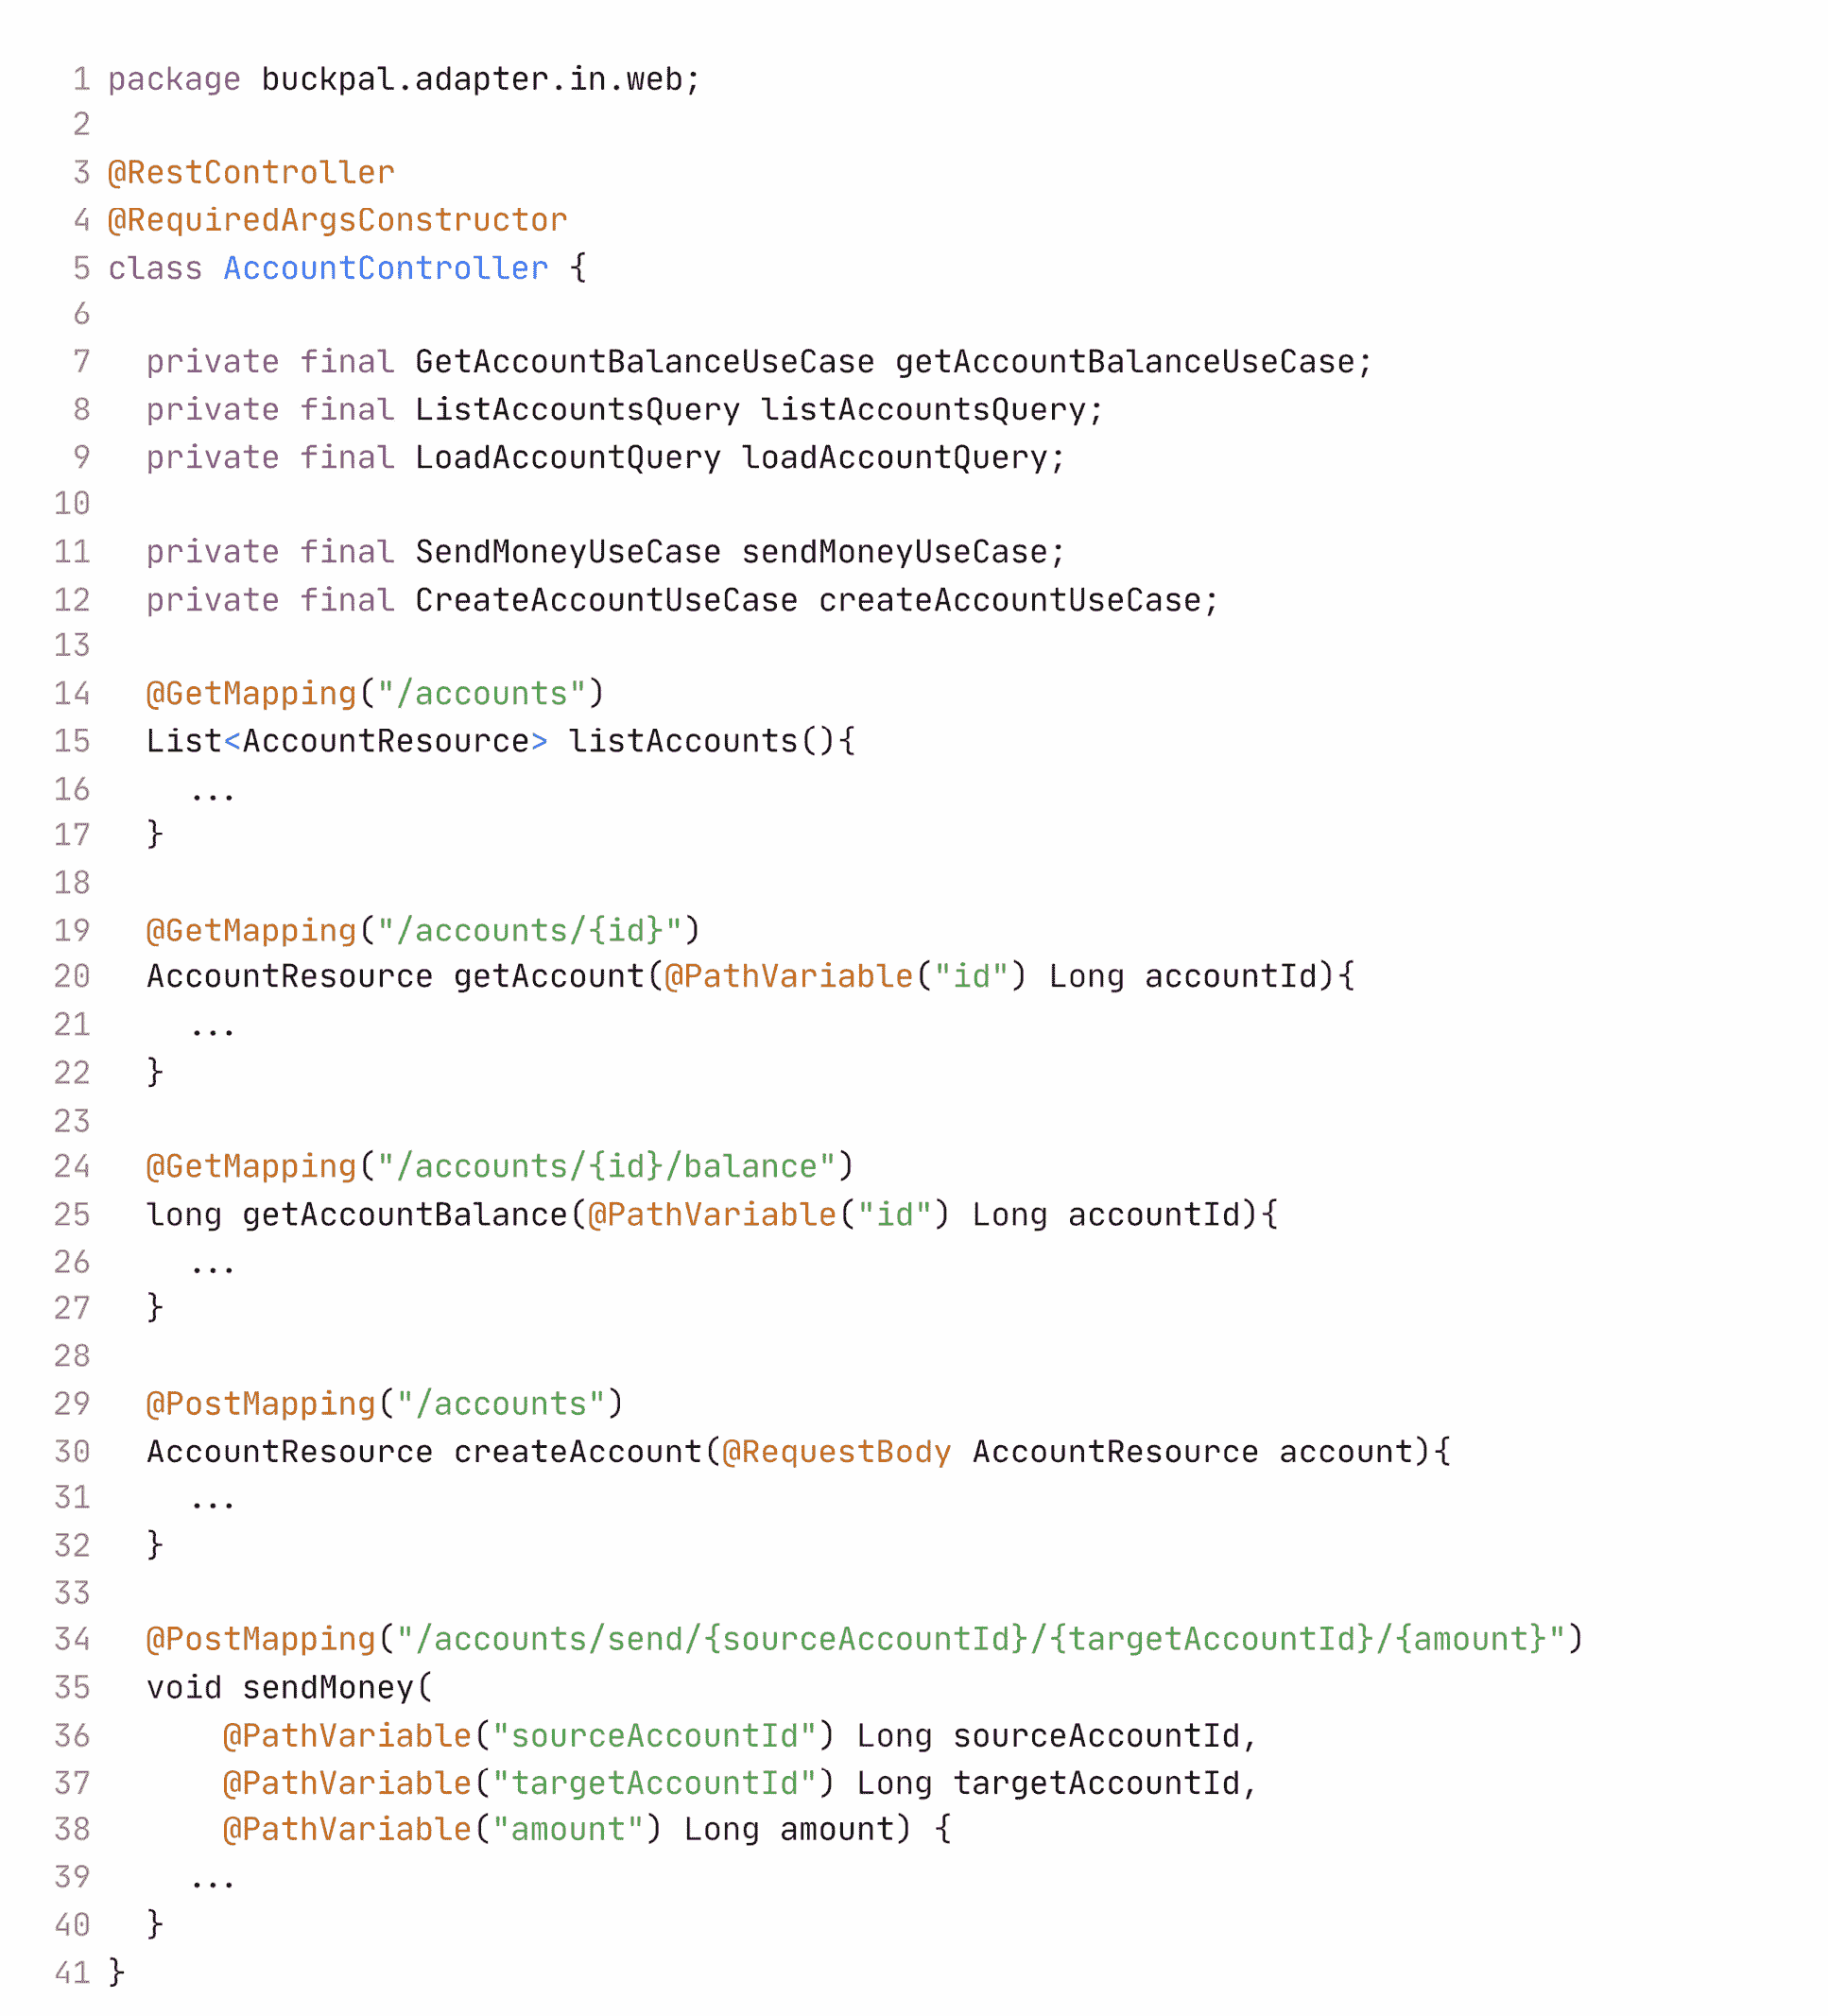 1 package buckpal.adapter.in.web;
2
3 @RestController
4 @RequiredArgsConstructor
5 class AccountController {
6
7   private final GetAccountBalanceUseCase getAccountBalanceUseCase;
8   private final ListAccountsQuery listAccountsQuery;
9   private final LoadAccountQuery loadAccountQuery;
10
11   private final SendMoneyUseCase sendMoneyUseCase;
12   private final CreateAccountUseCase createAccountUseCase;
13
14   @GetMapping("/accounts")
15   List<AccountResource> listAccounts(){
16     ...
17   }
18
19   @GetMapping("/accounts/{id}")
20   AccountResource getAccount(@PathVariable("id") Long accountId){
21     ...
22   }
23
24   @GetMapping("/accounts/{id}/balance")
25   long getAccountBalance(@PathVariable("id") Long accountId){
26     ...
27   }
28
29   @PostMapping("/accounts")
30   AccountResource createAccount(@RequestBody AccountResource account){
31     ...
32   }
33
34   @PostMapping("/accounts/send/{sourceAccountId}/{targetAccountId}/{amount}")
35   void sendMoney(
36       @PathVariable("sourceAccountId") Long sourceAccountId,
37       @PathVariable("targetAccountId") Long targetAccountId,
38       @PathVariable("amount") Long amount) {
39     ...
40   }
41 }